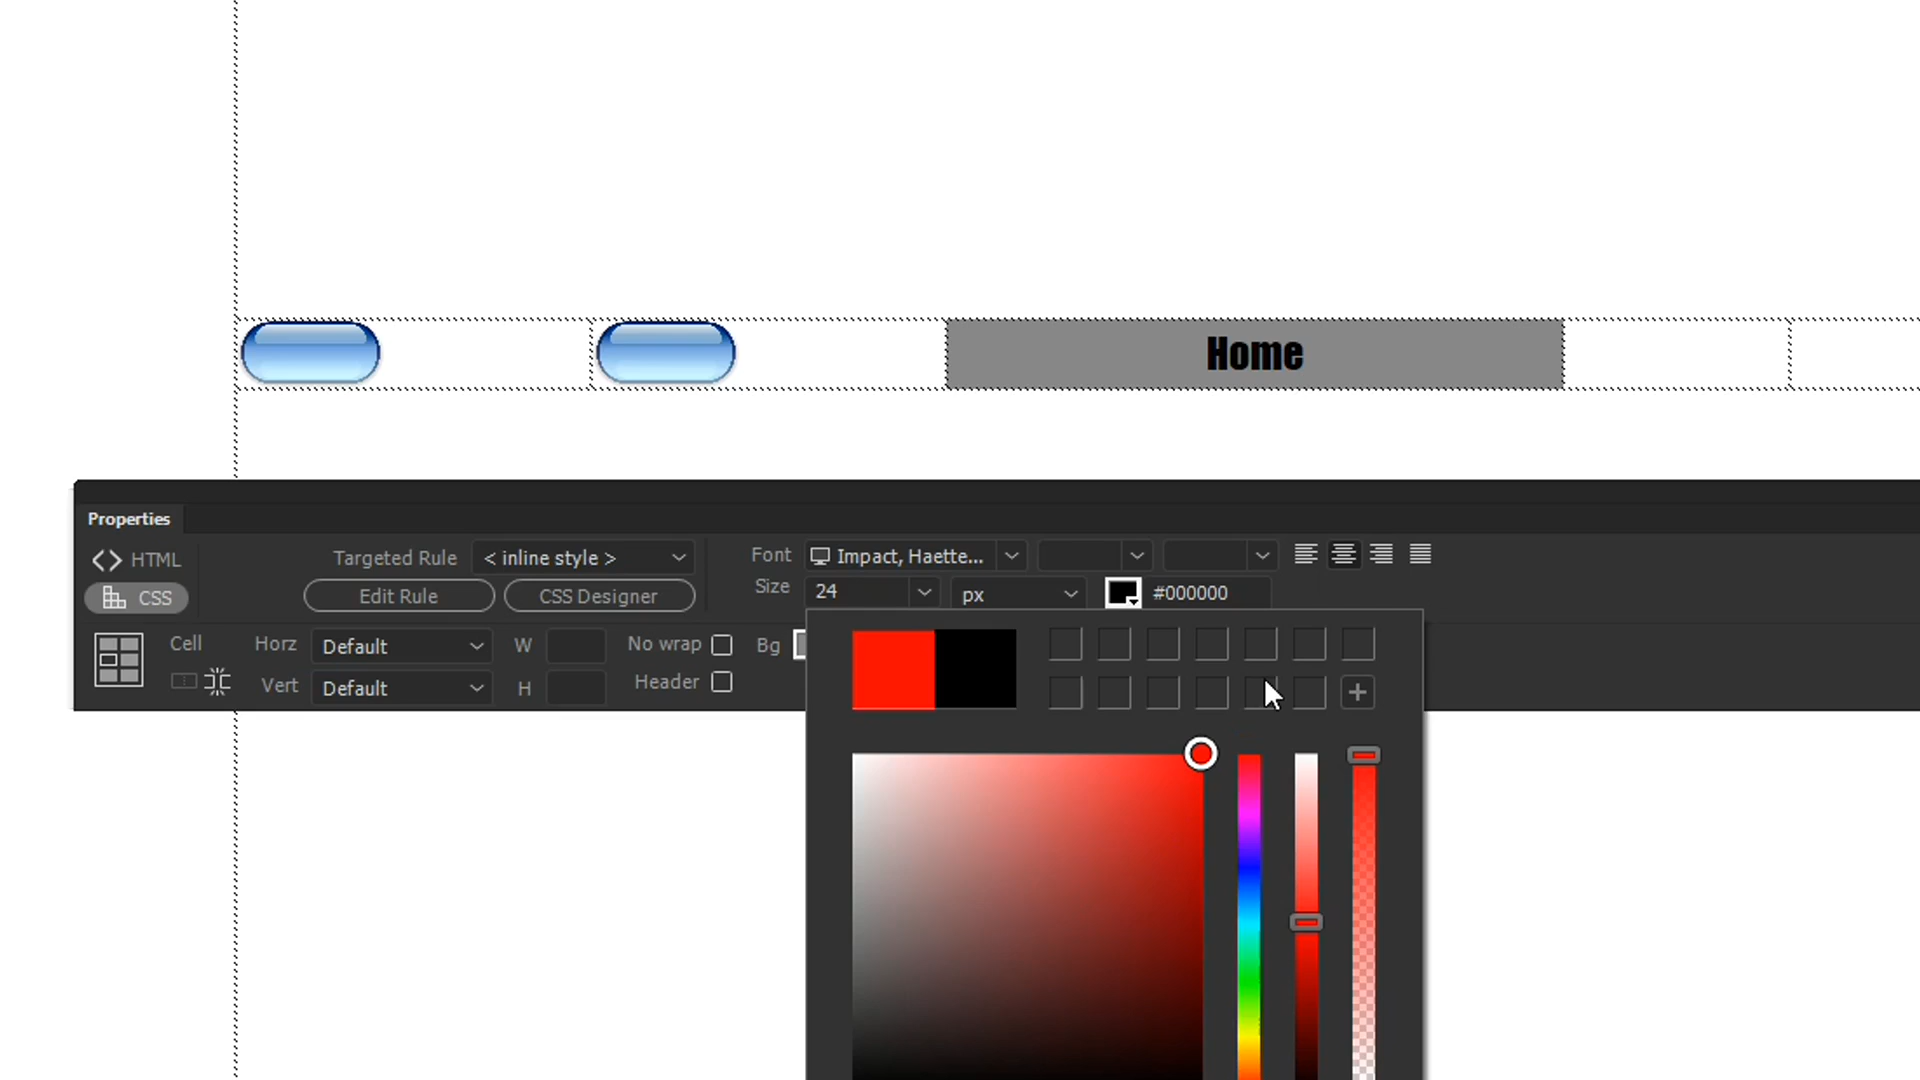 Home
Properties
HTML
CSS
Targeted Rule < inline style >
Edit Rule CSS Designer
Font Impact, Haette...
Size 24 px #000000
Cell Horz Default W No wrap Bg
Vert Default H Header